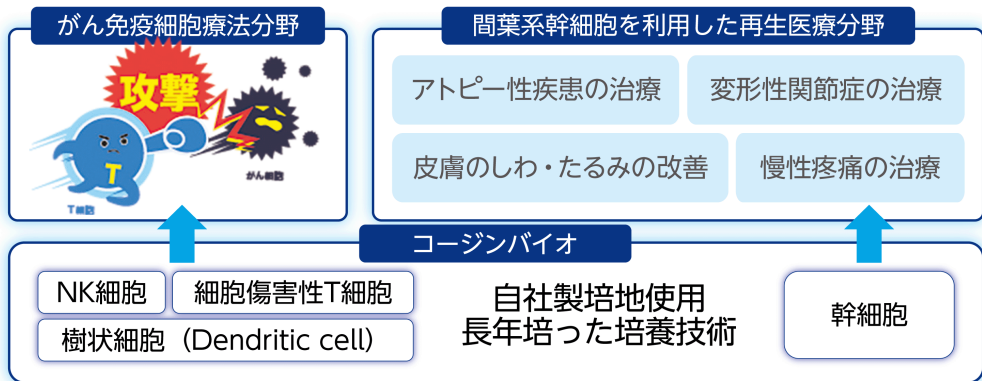 がん免疫細胞療法分野
攻撃
T
がん細胞
T細胞
間葉系幹細胞を利用した再生医療分野
アトピー性疾患の治療
変形性関節症の治療
皮膚のしわ・たるみの改善
慢性疼痛の治療
コージンバイオ
NK細胞
細胞傷害性T細胞
樹状細胞（Dendritic cell）
自社製培地使用
長年培った培養技術
幹細胞